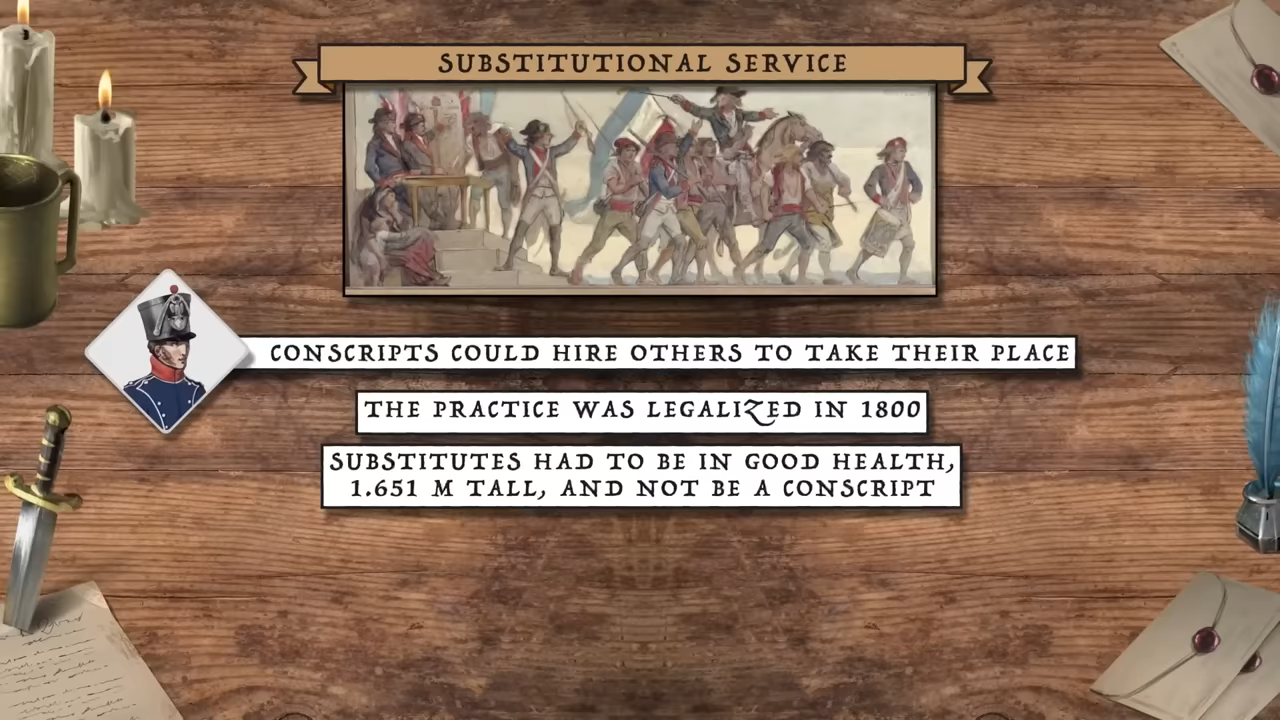 SUBSTITUTIONAL SERVICE
CONSCRIPTS COULD HIRE OTHERS TO TAKE THEIR PLACE
THE PRACTICE WAS LEGALIZED IN 1800
SUBSTITUTES HAD TO BE IN GOOD HEALTH,
1.651 M TALL, AND NOT BE A CONSCRIPT